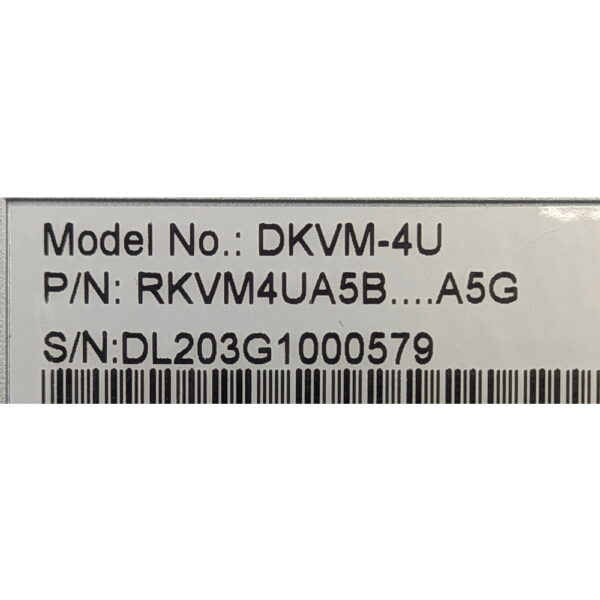 Model No.: DKVM-4U
P/N: RKVM4UA5B....A5G
S/N:DL203G1000579